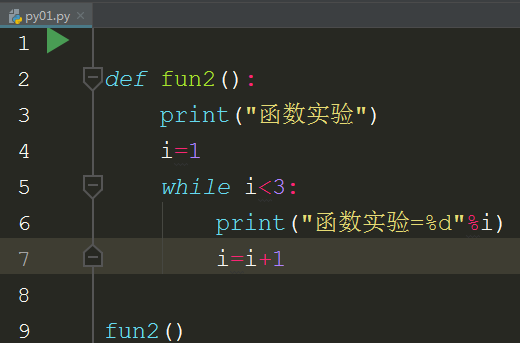 py01.py
1
2 def fun2():
3     print("函数实验")
4     i=1
5     while i<3:
6         print("函数实验=%d"%i)
7         i=i+1
8
9 fun2()